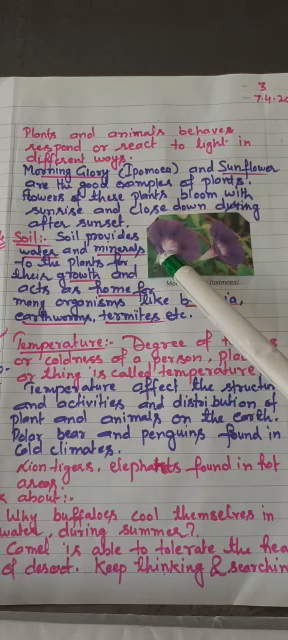 3
7.4.20
Plants and animals behaves
respond or react to light in
different ways.
Morning Glory (Ipomoea) and Sunflower
are the good examples of plants.
flowers of these plants bloom with
sunrise and close down during
after sunset.
Soil:- Soil provides
water and minerals
to the plants for
their growth and
acts as home for
many organisms like
earthworms, termites etc.
(Ipomoea)
Temperature:- Degree of
or coldness of a person,
or thing is called temperature
Temperature affect the
and activities and distribution of
plant and animals on the earth.
Polar bear and penguins found in
cold climates.
Lion tigers, elephants found in hot
areas.
about:-
Why buffaloes cool themselves in
water, during summer?
Camel is able to tolerate the
of desert. Keep thinking &